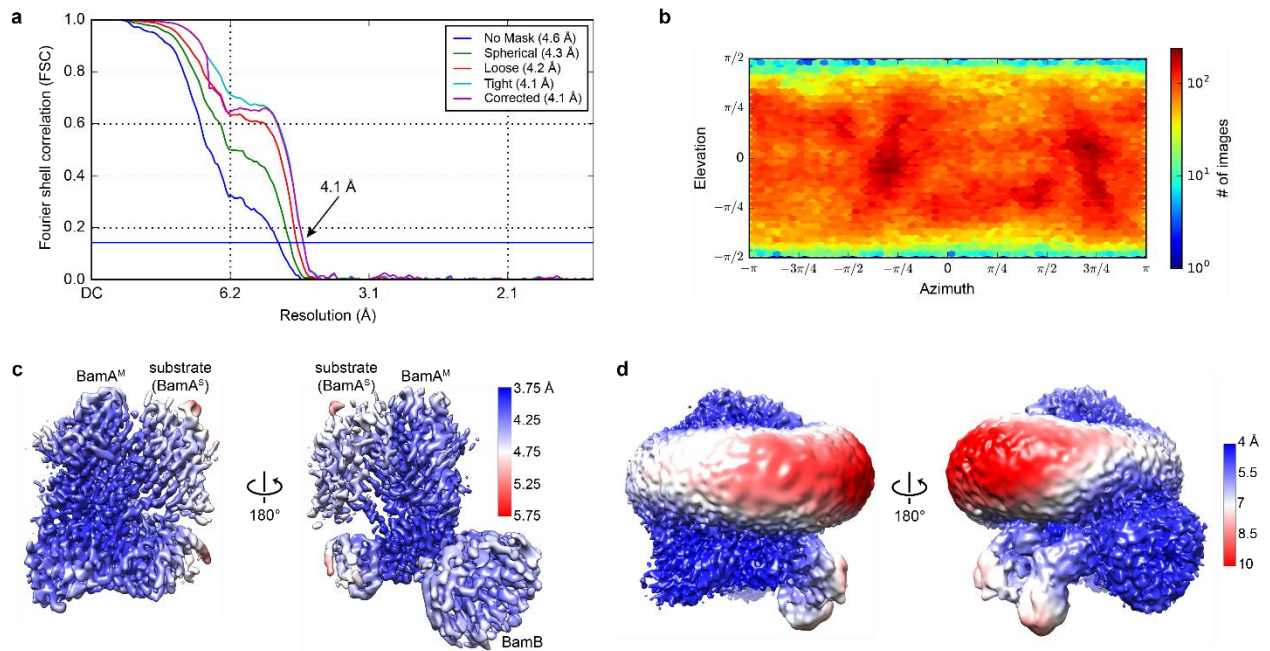 a
Fourier shell correlation (FSC)
1.0
0.8
0.6
0.4
0.2
0.0
DC
6.2
3.1
2.1
Resolution (Å)
No Mask (4.6 Å)
Spherical (4.3 Å)
Loose (4.2 Å)
Tight (4.1 Å)
Corrected (4.1 Å)
4.1 Å
b
Elevation
π/2
π/4
0
−π/4
−π/2
−π
−3π/4
−π/2
−π/4
0
π/4
π/2
3π/4
π
Azimuth
10²
10¹
10⁰
# of images
c
BamAᴹ
substrate
(BamAˢ)
180°
substrate
(BamAˢ)
BamAᴹ
BamB
3.75 Å
4.25
4.75
5.25
5.75
d
180°
4 Å
5.5
7
8.5
10